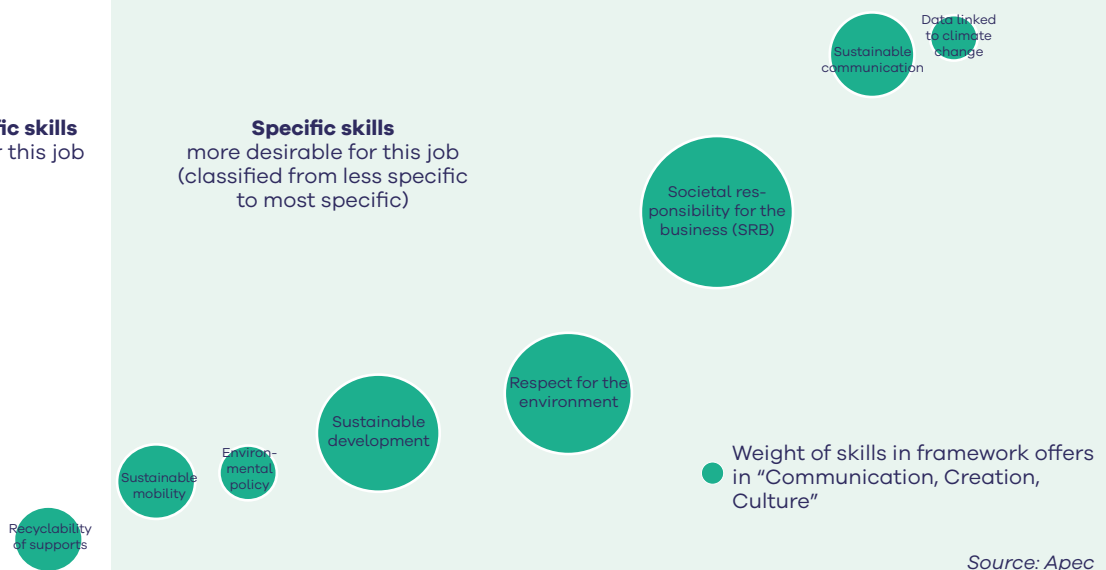 Data linked
to climate
change
Sustainable
communication
fic skills
r this job
Specific skills
more desirable for this job
(classified from less specific
to most specific)
Societal res-
ponsibility for the
business (SRB)
Respect for the
environment
Sustainable
development
Environ-
mental
policy
Sustainable
mobility
Recyclability
of supports
Weight of skills in framework offers
in “Communication, Creation,
Culture”
Source: Apec